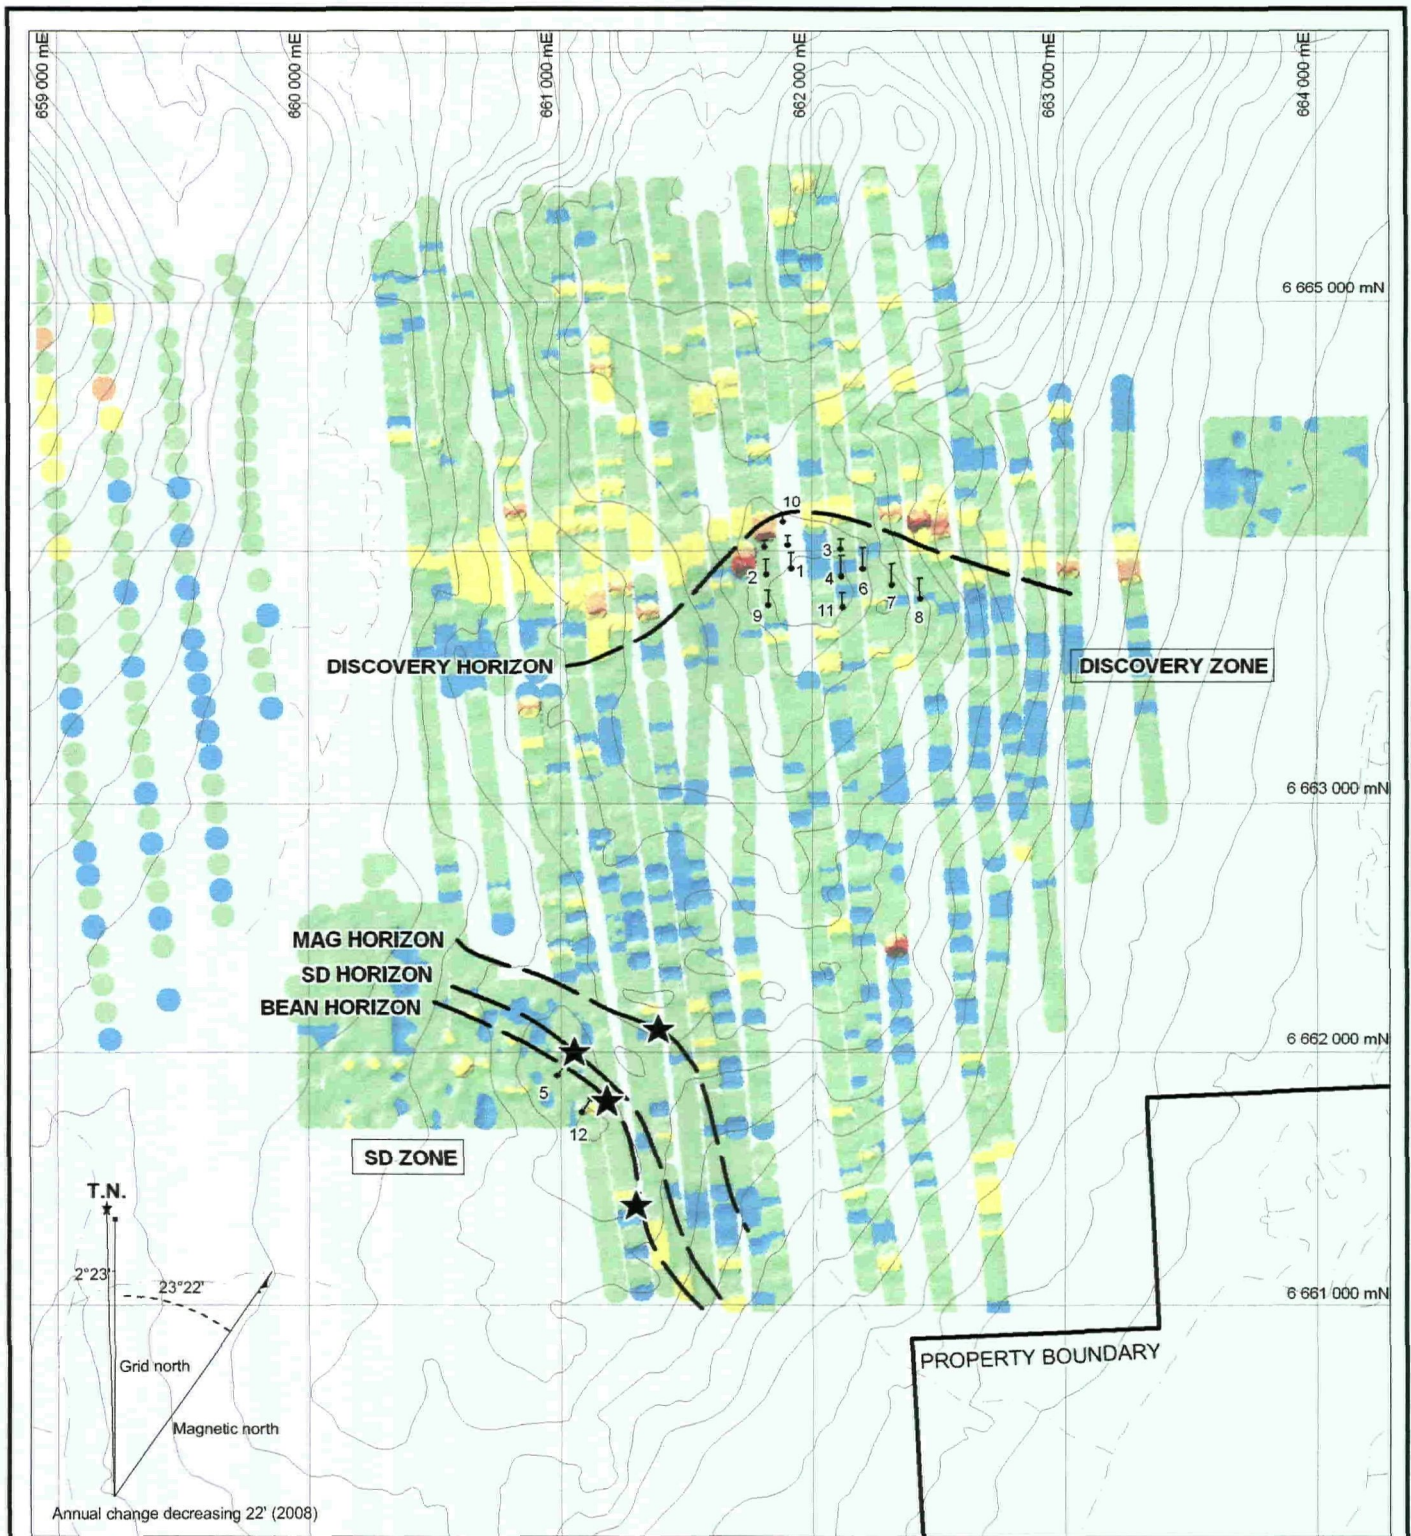 659 000 mE
660 000 mE
661 000 mE
662 000 mE
663 000 mE
664 000 mE
6 665 000 mN
10
3
2
1
4
6
7
9
11
8
DISCOVERY HORIZON
DISCOVERY ZONE
6 663 000 mN
MAG HORIZON
SD HORIZON
BEAN HORIZON
6 662 000 mN
5
12
SD ZONE
T.N.
2°23'
23°22'
6 661 000 mN
PROPERTY BOUNDARY
Grid north
Magnetic north
Annual change decreasing 22' (2008)